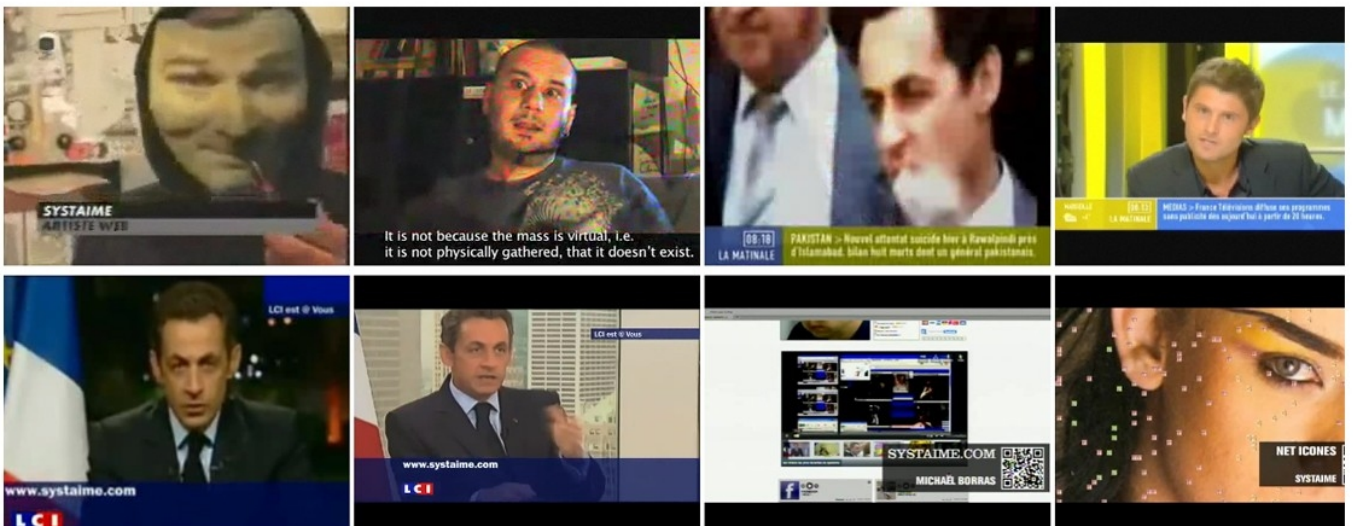 SYSTAIME
ARTISTE WEB
It is not because the mass is virtual, i.e.
it is not physically gathered, that it doesn't exist.
08:18
LA MATINALE
PAKISTAN > Nouvel attentat suicide hier à Rawalpindi près
d'Islamabad. bilan huit morts dont un général pakistanais.
MARSEILLE
LA MATINALE
MEDIAS > France Télévisions diffuse ses programmes
sans publicité dès aujourd'hui à partir de 20 heures.
LCI est @ Vous
www.systaime.com
LCI
LCI est @ Vous
www.systaime.com
LCI
SYSTAIME.COM
MICHAËL BORRAS
NET ICONES
SYSTAIME